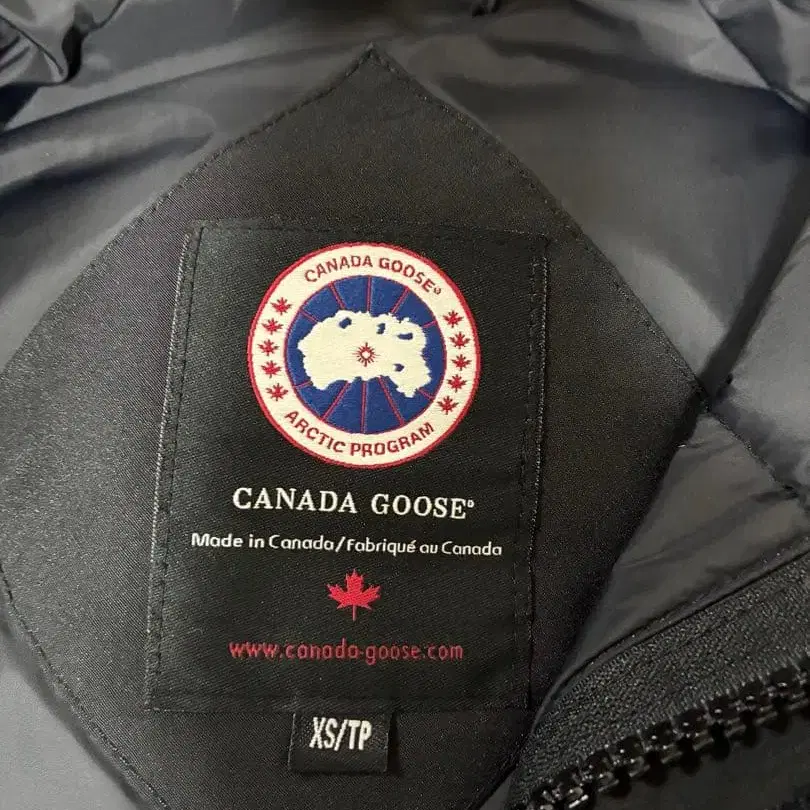 CANADA GOOSE®
ARCTIC PROGRAM
CANADA GOOSE®
Made in Canada/Fabriqué au Canada
www.canada-goose.com
XS/TP